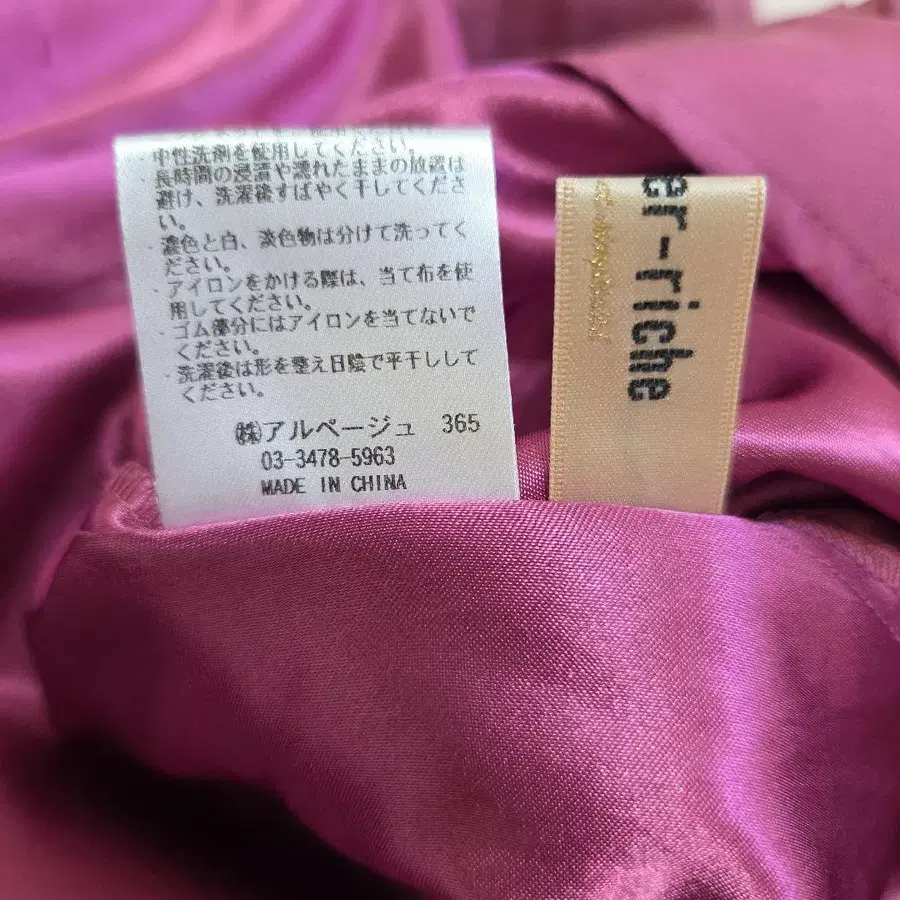 中性洗剤を使用してください。
長時間の浸漬や濡れたままの放置は
避け、洗濯後すばやく干してくださ
い。
・濃色と白、淡色物は分けて洗ってく
ださい。
・アイロンをかける際は、当て布を使
用してください。
・ゴム部分にはアイロンを当てないで
ください。
・洗濯後は形を整え日陰で平干しして
ください。
㈱アルページュ 365
03-3478-5963
MADE IN CHINA
er-riche